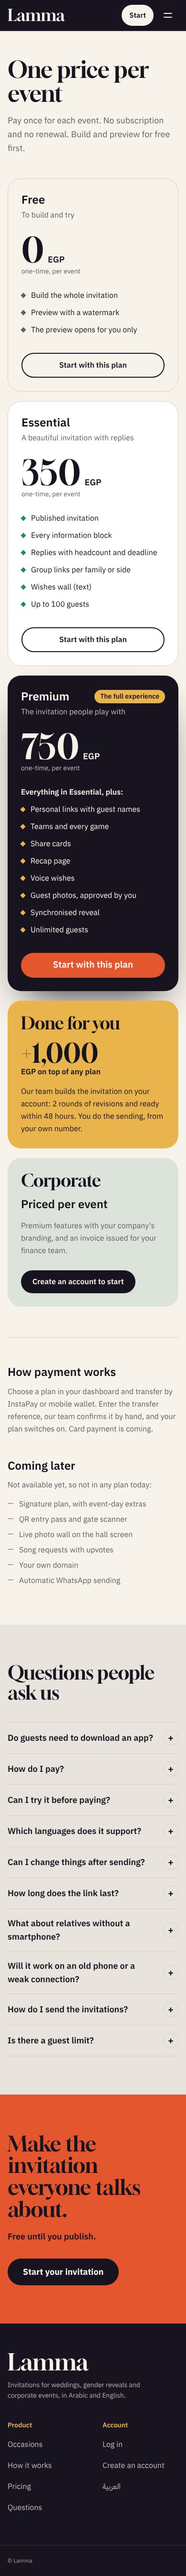 Lamma
Start
One price per
event
Pay once for each event. No subscription
and no renewal. Build and preview for free
first.
Free
To build and try
0 EGP
one-time, per event
Build the whole invitation
Preview with a watermark
The preview opens for you only
Start with this plan
Essential
A beautiful invitation with replies
350 EGP
one-time, per event
Published invitation
Every information block
Replies with headcount and deadline
Group links per family or side
Wishes wall (text)
Up to 100 guests
Start with this plan
Premium
The full experience
The invitation people play with
750 EGP
one-time, per event
Everything in Essential, plus:
Personal links with guest names
Teams and every game
Share cards
Recap page
Voice wishes
Guest photos, approved by you
Synchronised reveal
Unlimited guests
Start with this plan
Done for you
+1,000
EGP on top of any plan
Our team builds the invitation on your
account: 2 rounds of revisions and ready
within 48 hours. You do the sending, from
your own number.
Corporate
Priced per event
Premium features with your company's
branding, and an invoice issued for your
finance team.
Create an account to start
How payment works
Choose a plan in your dashboard and transfer by
InstaPay or mobile wallet. Enter the transfer
reference, our team confirms it by hand, and your
plan switches on. Card payment is coming.
Coming later
Not available yet, so not in any plan today:
— Signature plan, with event-day extras
— QR entry pass and gate scanner
— Live photo wall on the hall screen
— Song requests with upvotes
— Your own domain
— Automatic WhatsApp sending
Questions people
ask us
Do guests need to download an app? +
How do I pay? +
Can I try it before paying? +
Which languages does it support? +
Can I change things after sending? +
How long does the link last? +
What about relatives without a
smartphone? +
Will it work on an old phone or a
weak connection? +
How do I send the invitations? +
Is there a guest limit? +
Make the
invitation
everyone talks
about.
Free until you publish.
Start your invitation
Lamma
Invitations for weddings, gender reveals and
corporate events, in Arabic and English.
Product
Occasions
How it works
Pricing
Questions
Account
Log in
Create an account
العربية
© Lamma